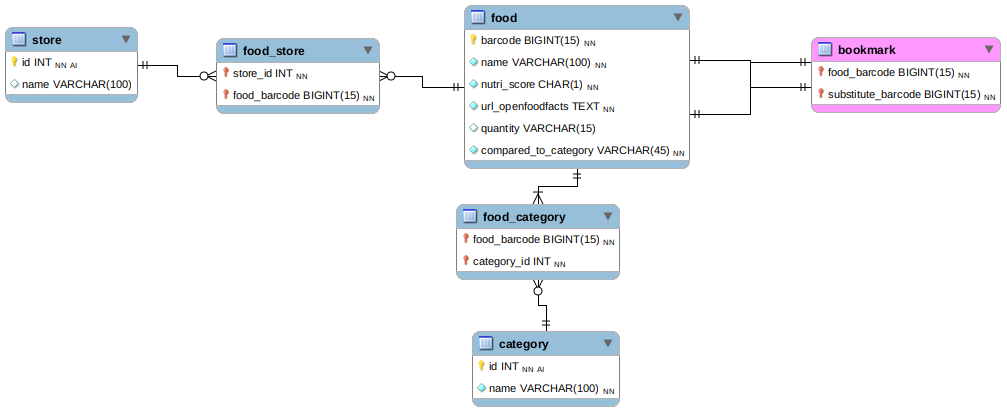 store
id INT NN AI
name VARCHAR(100)
food_store
store_id INT NN
food_barcode BIGINT(15) NN
food
barcode BIGINT(15) NN
name VARCHAR(100) NN
nutri_score CHAR(1) NN
url_openfoodfacts TEXT NN
quantity VARCHAR(15)
compared_to_category VARCHAR(45) NN
bookmark
food_barcode BIGINT(15) NN
substitute_barcode BIGINT(15) NN
food_category
food_barcode BIGINT(15) NN
category_id INT NN
category
id INT NN AI
name VARCHAR(100) NN